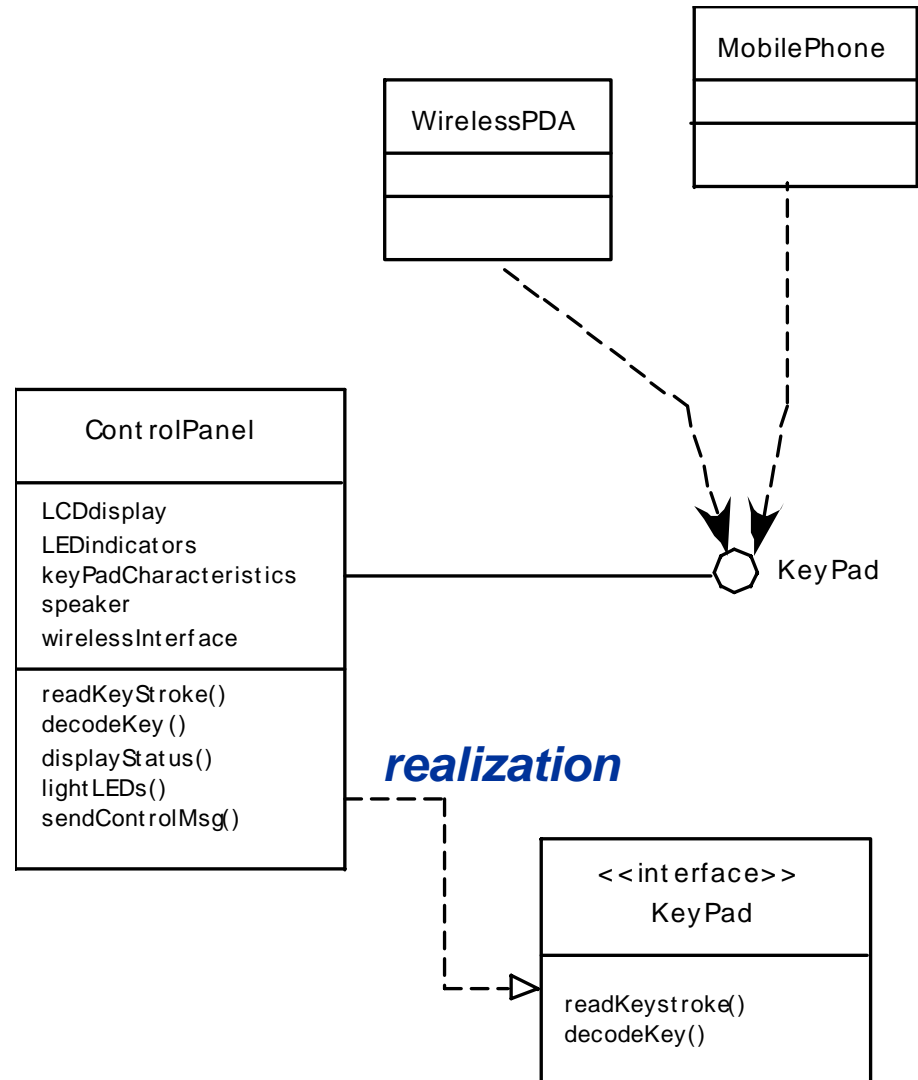 MobilePhone
WirelessPDA
ControlPanel
LCDdisplay
LEDindicators
keyPadCharacteristics
speaker
wirelessInterface
KeyPad
readKeyStroke()
decodeKey()
displayStatus()
lightLEDs()
sendControlMsg()
realization
<<interface>>
KeyPad
readKeystroke()
decodeKey()